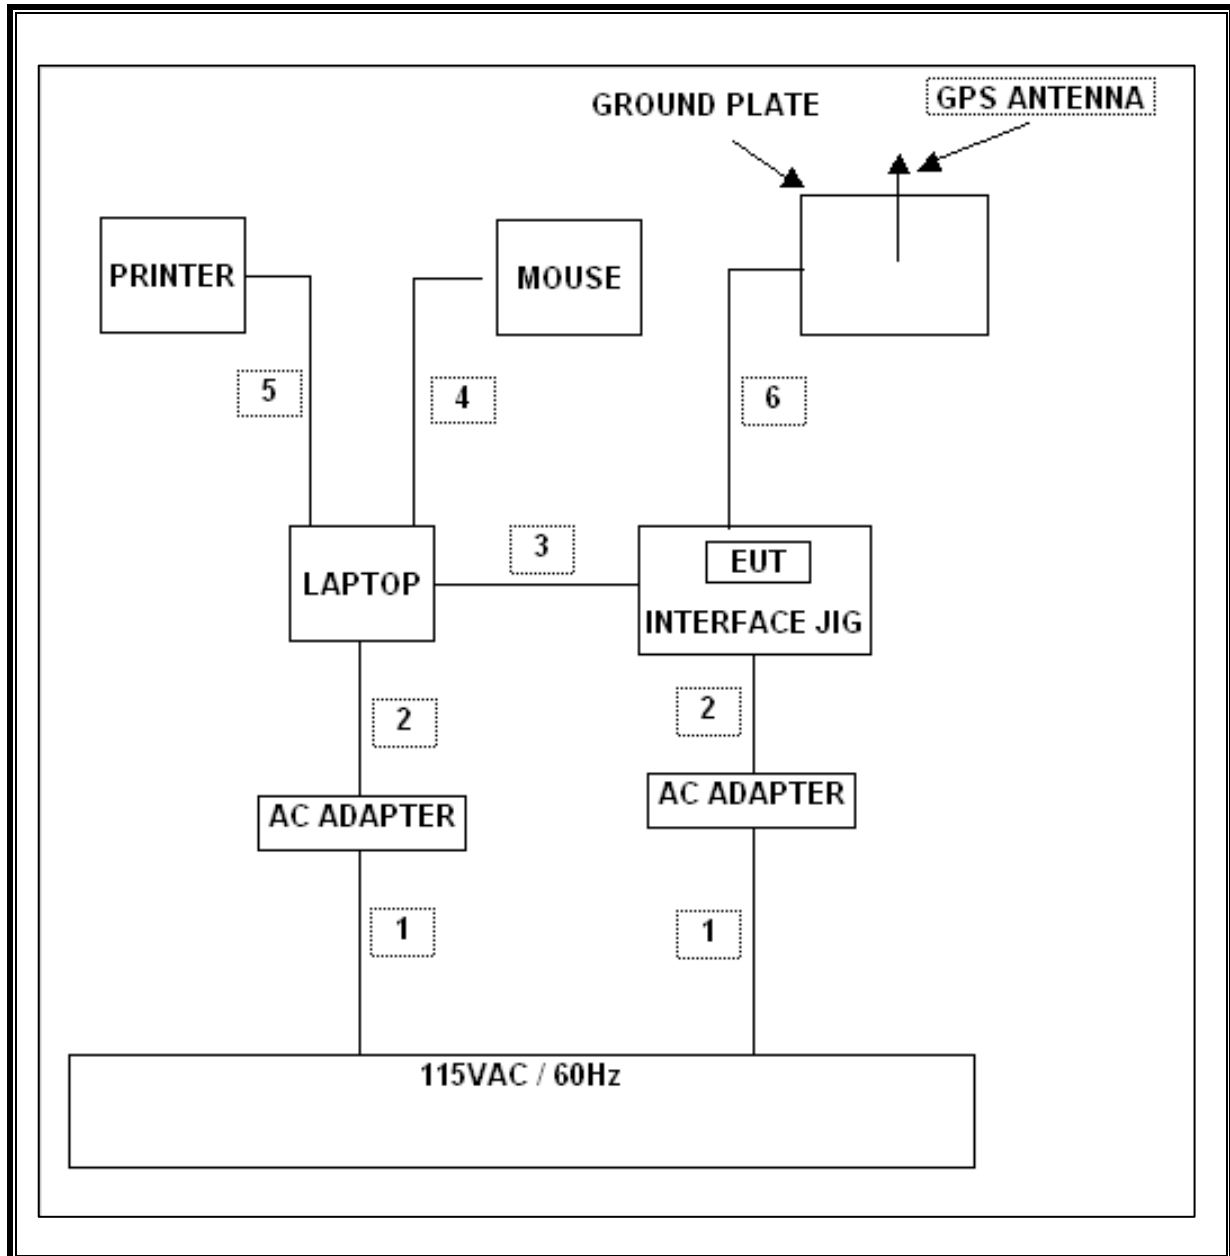 GROUND PLATE
GPS ANTENNA
PRINTER
MOUSE
5
4
6
3
EUT
LAPTOP
INTERFACE JIG
2
2
AC ADAPTER
AC ADAPTER
1
1
115VAC / 60Hz